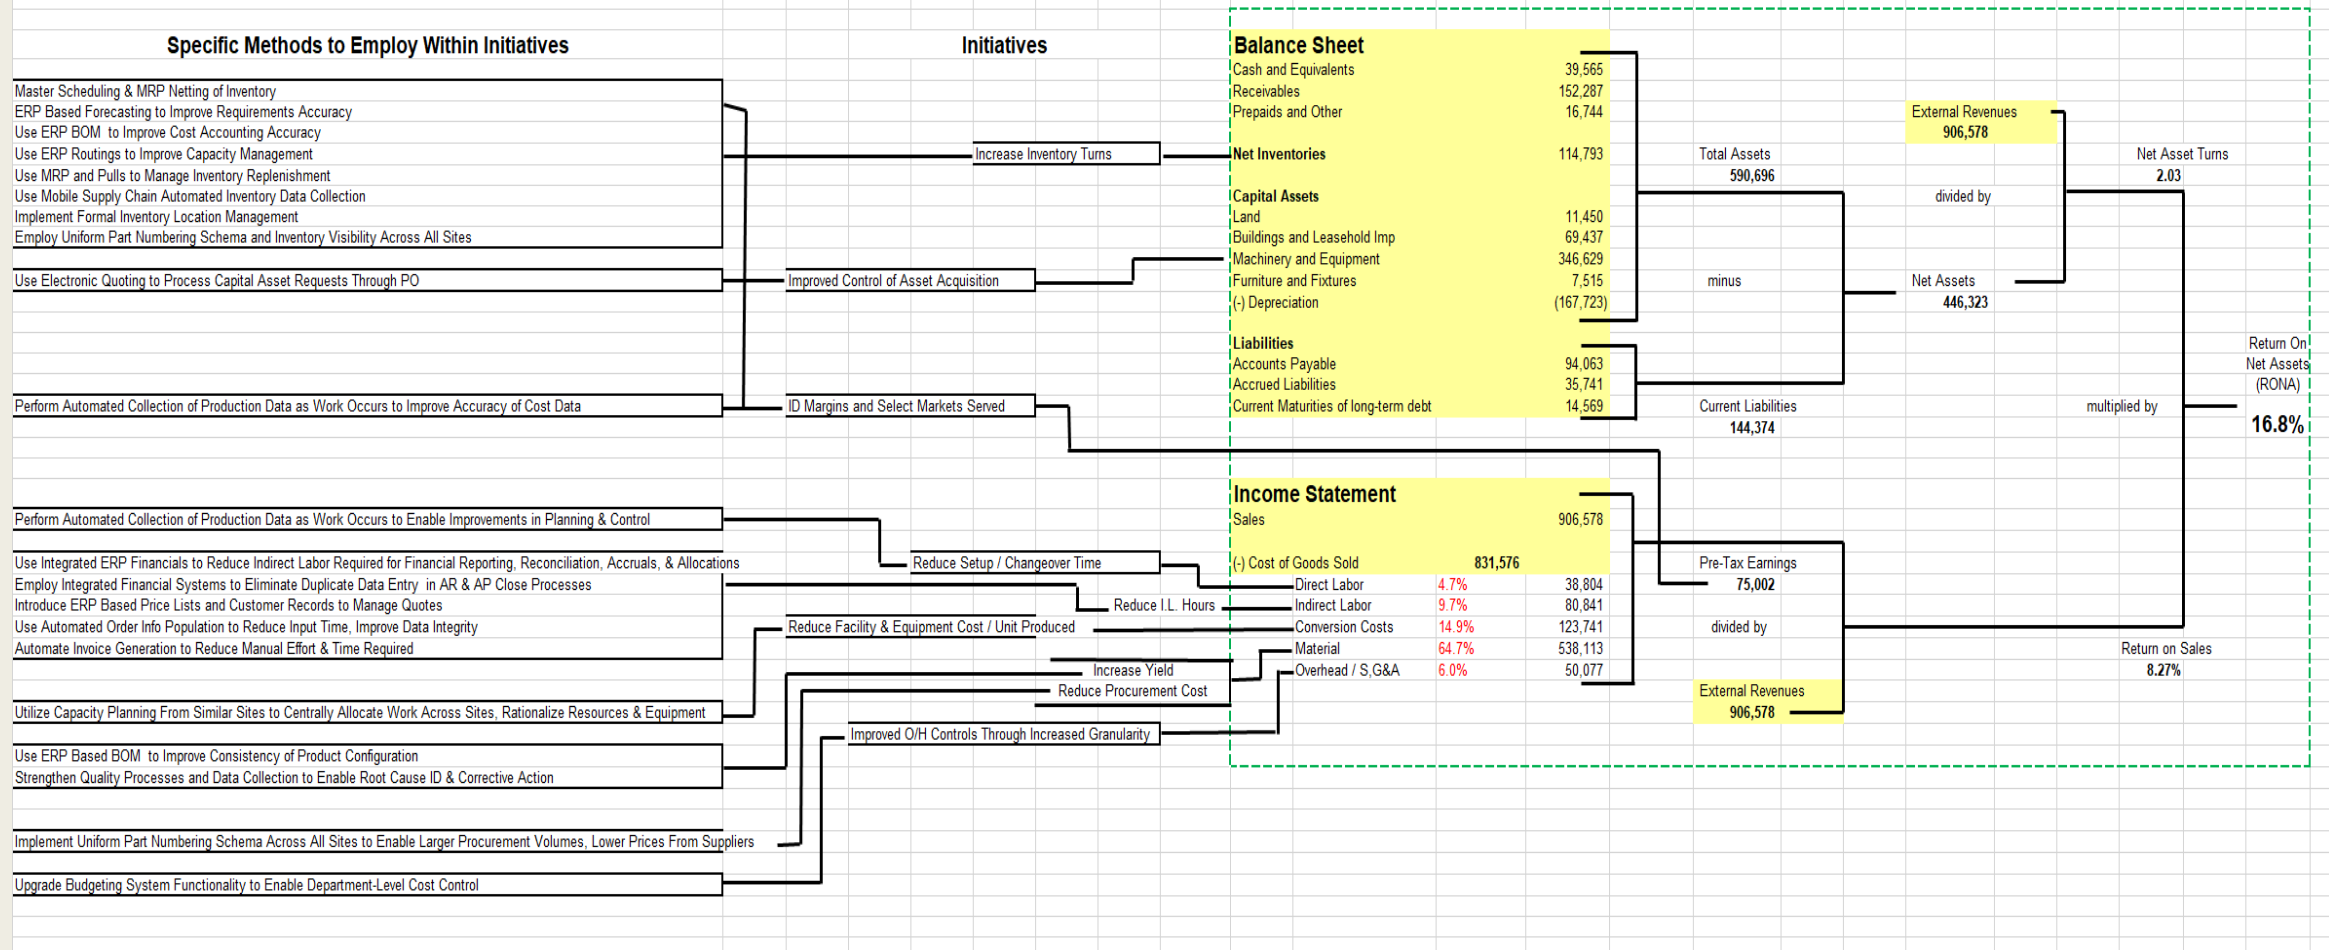 Specific Methods to Employ Within Initiatives
Initiatives
Balance Sheet
Cash and Equivalents 39,565
Master Scheduling & MRP Netting of Inventory
Receivables 152,287
ERP Based Forecasting to Improve Requirements Accuracy
Prepaids and Other 16,744
External Revenues
Use ERP BOM to Improve Cost Accounting Accuracy
906,578
Use ERP Routings to Improve Capacity Management
Increase Inventory Turns
Net Inventories 114,793
Total Assets
Net Asset Turns
Use MRP and Pulls to Manage Inventory Replenishment
590,696
2.03
Use Mobile Supply Chain Automated Inventory Data Collection
Capital Assets
divided by
Implement Formal Inventory Location Management
Land 11,450
Employ Uniform Part Numbering Schema and Inventory Visibility Across All Sites
Buildings and Leasehold Imp 69,437
Machinery and Equipment 346,629
Use Electronic Quoting to Process Capital Asset Requests Through PO
Improved Control of Asset Acquisition
Furniture and Fixtures 7,515
minus
Net Assets
(-) Depreciation (167,723)
446,323
Liabilities
Return On
Accounts Payable 94,063
Net Assets
Accrued Liabilities 35,741
(RONA)
Perform Automated Collection of Production Data as Work Occurs to Improve Accuracy of Cost Data
ID Margins and Select Markets Served
Current Maturities of long-term debt 14,569
Current Liabilities
multiplied by
144,374
16.8%
Income Statement
Perform Automated Collection of Production Data as Work Occurs to Enable Improvements in Planning & Control
Sales 906,578
Use Integrated ERP Financials to Reduce Indirect Labor Required for Financial Reporting, Reconciliation, Accruals, & Allocations
Reduce Setup / Changeover Time
(-) Cost of Goods Sold 831,576
Pre-Tax Earnings
Employ Integrated Financial Systems to Eliminate Duplicate Data Entry in AR & AP Close Processes
Direct Labor 4.7% 38,804
75,002
Introduce ERP Based Price Lists and Customer Records to Manage Quotes
Reduce I.L. Hours
Indirect Labor 9.7% 80,841
Use Automated Order Info Population to Reduce Input Time, Improve Data Integrity
Reduce Facility & Equipment Cost / Unit Produced
Conversion Costs 14.9% 123,741
divided by
Automate Invoice Generation to Reduce Manual Effort & Time Required
Material 64.7% 538,113
Return on Sales
Increase Yield
Overhead / S,G&A 6.0% 50,077
8.27%
Reduce Procurement Cost
External Revenues
Utilize Capacity Planning From Similar Sites to Centrally Allocate Work Across Sites, Rationalize Resources & Equipment
906,578
Improved O/H Controls Through Increased Granularity
Use ERP Based BOM to Improve Consistency of Product Configuration
Strengthen Quality Processes and Data Collection to Enable Root Cause ID & Corrective Action
Implement Uniform Part Numbering Schema Across All Sites to Enable Larger Procurement Volumes, Lower Prices From Suppliers
Upgrade Budgeting System Functionality to Enable Department-Level Cost Control